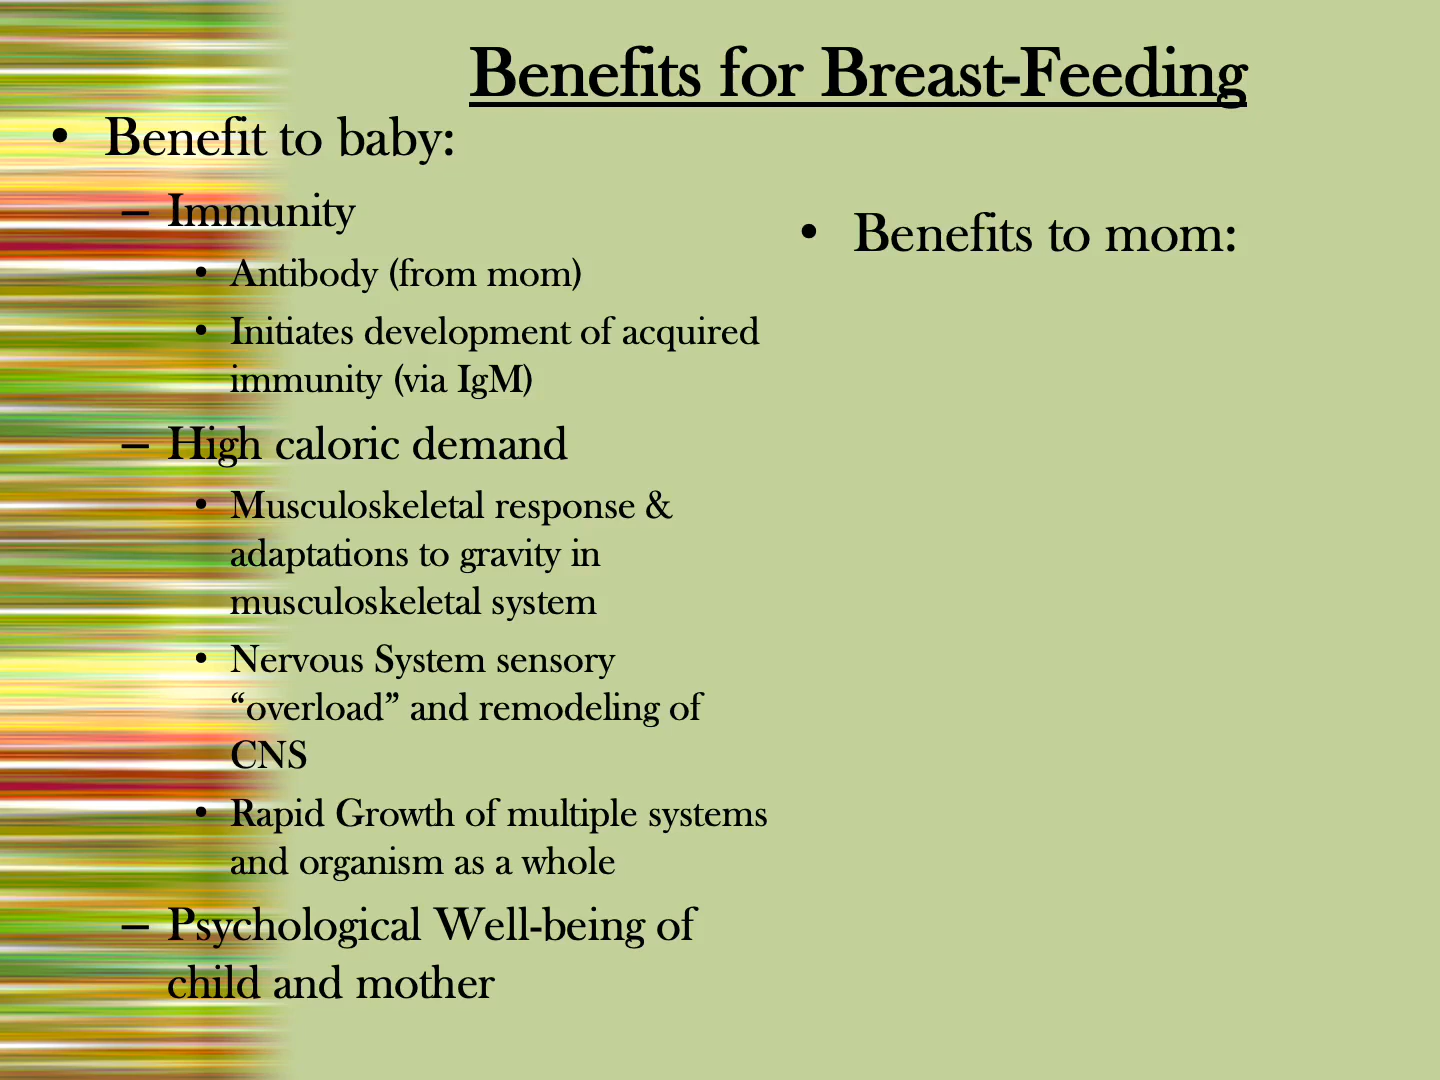 Benefits for Breast-Feeding
• Benefit to baby:
– Immunity
• Antibody (from mom)
• Initiates development of acquired
immunity (via IgM)
– High caloric demand
• Musculoskeletal response &
adaptations to gravity in
musculoskeletal system
• Nervous System sensory
“overload” and remodeling of
CNS
• Rapid Growth of multiple systems
and organism as a whole
– Psychological Well-being of
child and mother
• Benefits to mom: